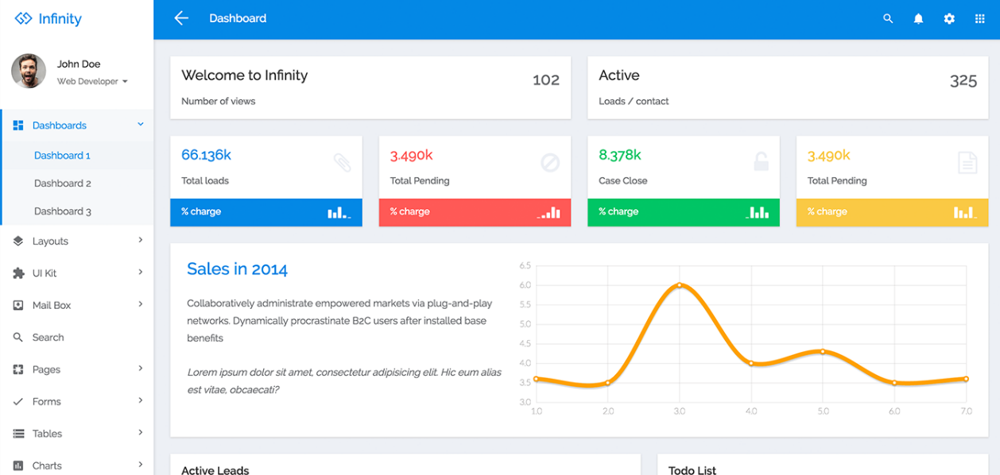 Infinity
John Doe
Web Developer
Dashboards
Dashboard 1
Dashboard 2
Dashboard 3
Layouts
UI Kit
Mail Box
Search
Pages
Forms
Tables
Charts
Dashboard
Welcome to Infinity
102
Number of views
Active
325
Loads / contact
66.136k
Total loads
% charge
3.490k
Total Pending
% charge
8.378k
Case Close
% charge
3.490k
Total Pending
% charge
Sales in 2014
Collaboratively administrate empowered markets via plug-and-play
networks. Dynamically procrastinate B2C users after installed base
benefits
Lorem ipsum dolor sit amet, consectetur adipisicing elit. Hic eum alias
est vitae, obcaecati?
6.5
6.0
5.5
5.0
4.5
4.0
3.5
3.0
1.0 2.0 3.0 4.0 5.0 6.0 7.0
Active Leads
Todo List